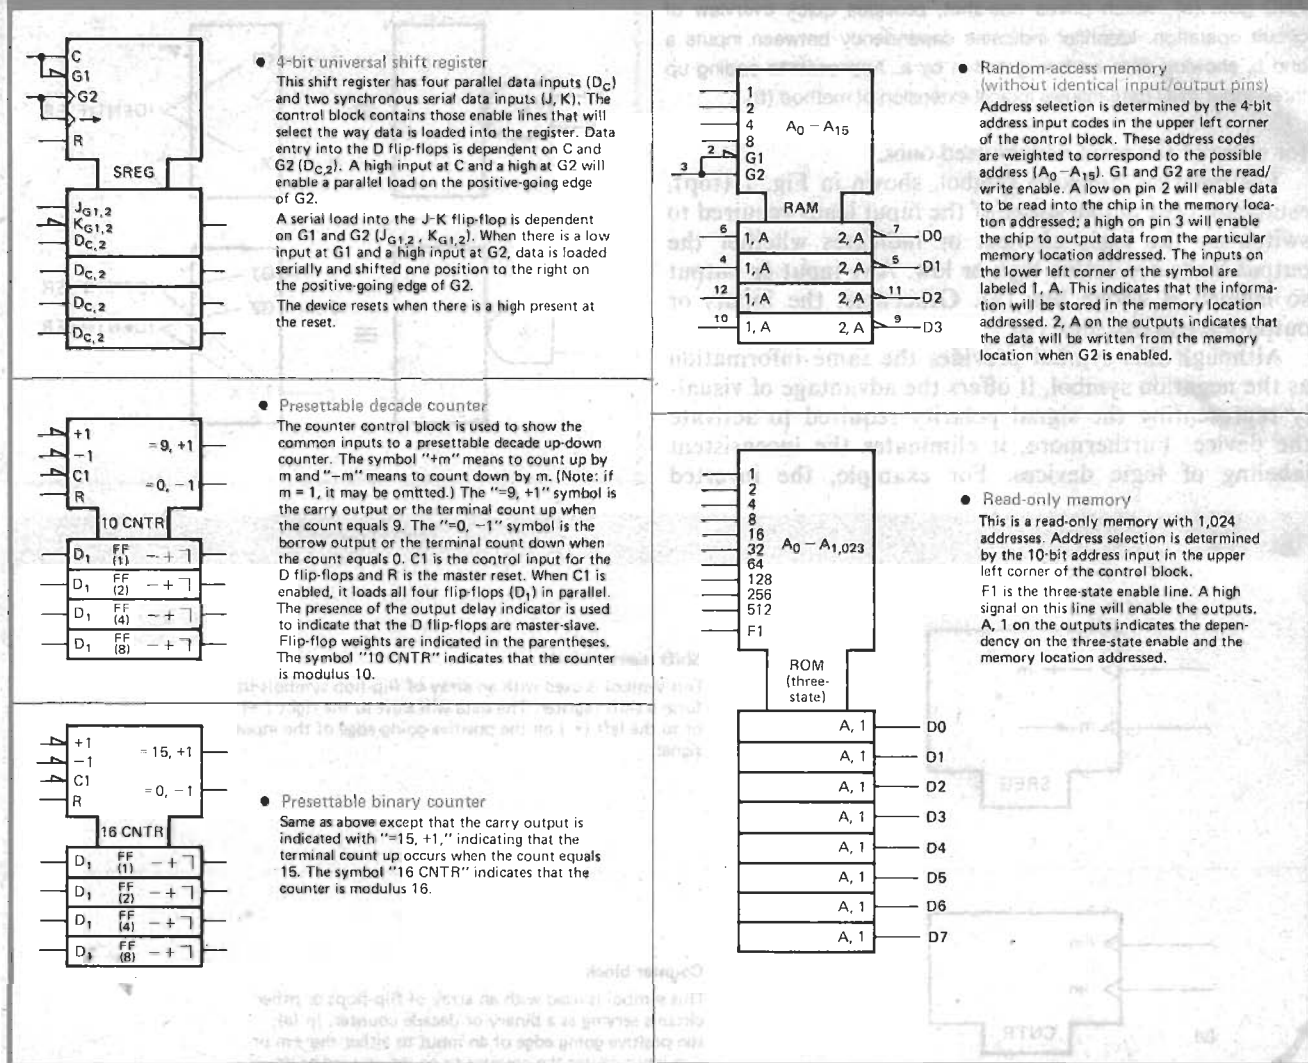 C
G1
G2
R
SREG
J_G1,2
K_G1,2
D_C,2
D_C,2
D_C,2
D_C,2
● 4-bit universal shift register
This shift register has four parallel data inputs (D_C)
and two synchronous serial data inputs (J, K). The
control block contains those enable lines that will
select the way data is loaded into the register. Data
entry into the D flip-flops is dependent on C and
G2 (D_C,2). A high input at C and a high at G2 will
enable a parallel load on the positive-going edge
of G2.
A serial load into the J-K flip-flop is dependent
on G1 and G2 (J_G1,2, K_G1,2). When there is a low
input at G1 and a high input at G2, data is loaded
serially and shifted one position to the right on
the positive-going edge of G2.
The device resets when there is a high present at
the reset.
+1
=9, +1
−1
C1
=0, −1
R
10 CNTR
D₁ FF (1) − + ┐
D₁ FF (2) − + ┐
D₁ FF (4) − + ┐
D₁ FF (8) − + ┐
● Presettable decade counter
The counter control block is used to show the
common inputs to a presettable decade up-down
counter. The symbol "+m" means to count up by
m and "−m" means to count down by m. (Note: if
m = 1, it may be omitted.) The "=9, +1" symbol is
the carry output or the terminal count up when
the count equals 9. The "=0, −1" symbol is the
borrow output or the terminal count down when
the count equals 0. C1 is the control input for the
D flip-flops and R is the master reset. When C1 is
enabled, it loads all four flip-flops (D₁) in parallel.
The presence of the output delay indicator is used
to indicate that the D flip-flops are master-slave.
Flip-flop weights are indicated in the parentheses.
The symbol "10 CNTR" indicates that the counter
is modulus 10.
+1
=15, +1
−1
C1
=0, −1
R
16 CNTR
D₁ FF (1) − + ┐
D₁ FF (2) − + ┐
D₁ FF (4) − + ┐
D₁ FF (8) − + ┐
● Presettable binary counter
Same as above except that the carry output is
indicated with "=15, +1," indicating that the
terminal count up occurs when the count equals
15. The symbol "16 CNTR" indicates that the
counter is modulus 16.
1
2
4
A₀ – A₁₅
8
2 G1
3 G2
RAM
6 1, A 2, A 7 D0
4 1, A 2, A 5 D1
12 1, A 2, A 11 D2
10 1, A 2, A 9 D3
● Random-access memory
(without identical input/output pins)
Address selection is determined by the 4-bit
address input codes in the upper left corner
of the control block. These address codes
are weighted to correspond to the possible
address (A₀–A₁₅). G1 and G2 are the read/
write enable. A low on pin 2 will enable data
to be read into the chip in the memory loca-
tion addressed; a high on pin 3 will enable
the chip to output data from the particular
memory location addressed. The inputs on
the lower left corner of the symbol are
labeled 1, A. This indicates that the informa-
tion will be stored in the memory location
addressed. 2, A on the outputs indicates that
the data will be written from the memory
location when G2 is enabled.
1
2
4
8
16
32 A₀ – A₁,₀₂₃
64
128
256
512
F1
ROM
(three-
state)
A, 1 D0
A, 1 D1
A, 1 D2
A, 1 D3
A, 1 D4
A, 1 D5
A, 1 D6
A, 1 D7
● Read-only memory
This is a read-only memory with 1,024
addresses. Address selection is determined
by the 10-bit address input in the upper
left corner of the control block.
F1 is the three-state enable line. A high
signal on this line will enable the outputs.
A, 1 on the outputs indicates the depen-
dency on the three-state enable and the
memory location addressed.